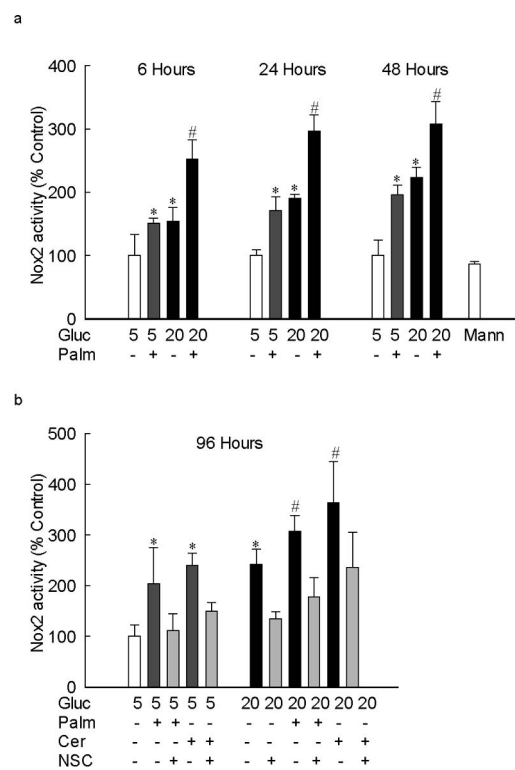 a
400
300
200
100
0
Nox2 activity (% Control)
6 Hours 24 Hours 48 Hours
* * # * * # * * #
Gluc 5 5 20 20 5 5 20 20 5 5 20 20 Mann
Palm - + - + - + - + - + - +
b
500
400
300
200
100
0
Nox2 activity (% Control)
96 Hours
* * * # #
Gluc 5 5 5 5 5 20 20 20 20 20 20
Palm - + + - - - - + + - -
Cer - - - + + - - - - + +
NSC - - + - + - + - + - +